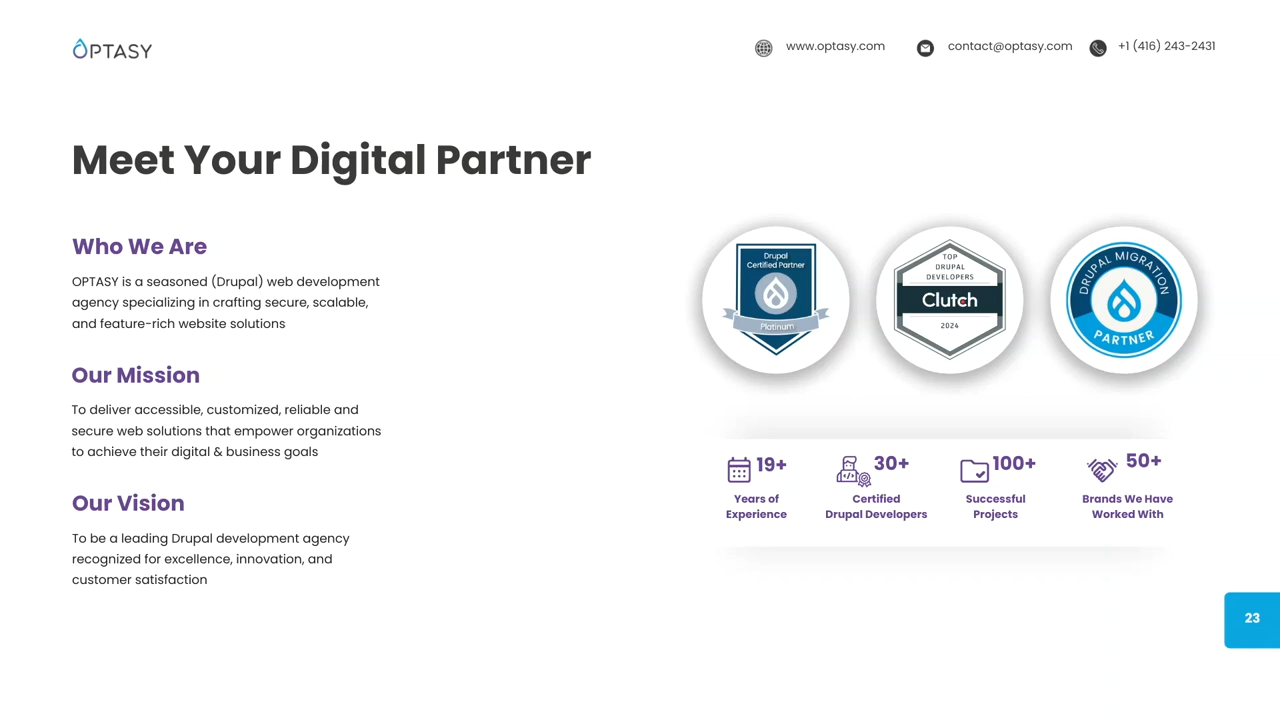 OPTASY
www.optasy.com
contact@optasy.com
+1 (416) 243-2431
Meet Your Digital Partner
Who We Are
OPTASY is a seasoned (Drupal) web development
agency specializing in crafting secure, scalable,
and feature-rich website solutions
Our Mission
To deliver accessible, customized, reliable and
secure web solutions that empower organizations
to achieve their digital & business goals
Our Vision
To be a leading Drupal development agency
recognized for excellence, innovation, and
customer satisfaction
Drupal
Certified Partner
Platinum
TOP
DRUPAL
DEVELOPERS
Clutch
2024
DRUPAL MIGRATION
PARTNER
19+
Years of
Experience
30+
Certified
Drupal Developers
100+
Successful
Projects
50+
Brands We Have
Worked With
23